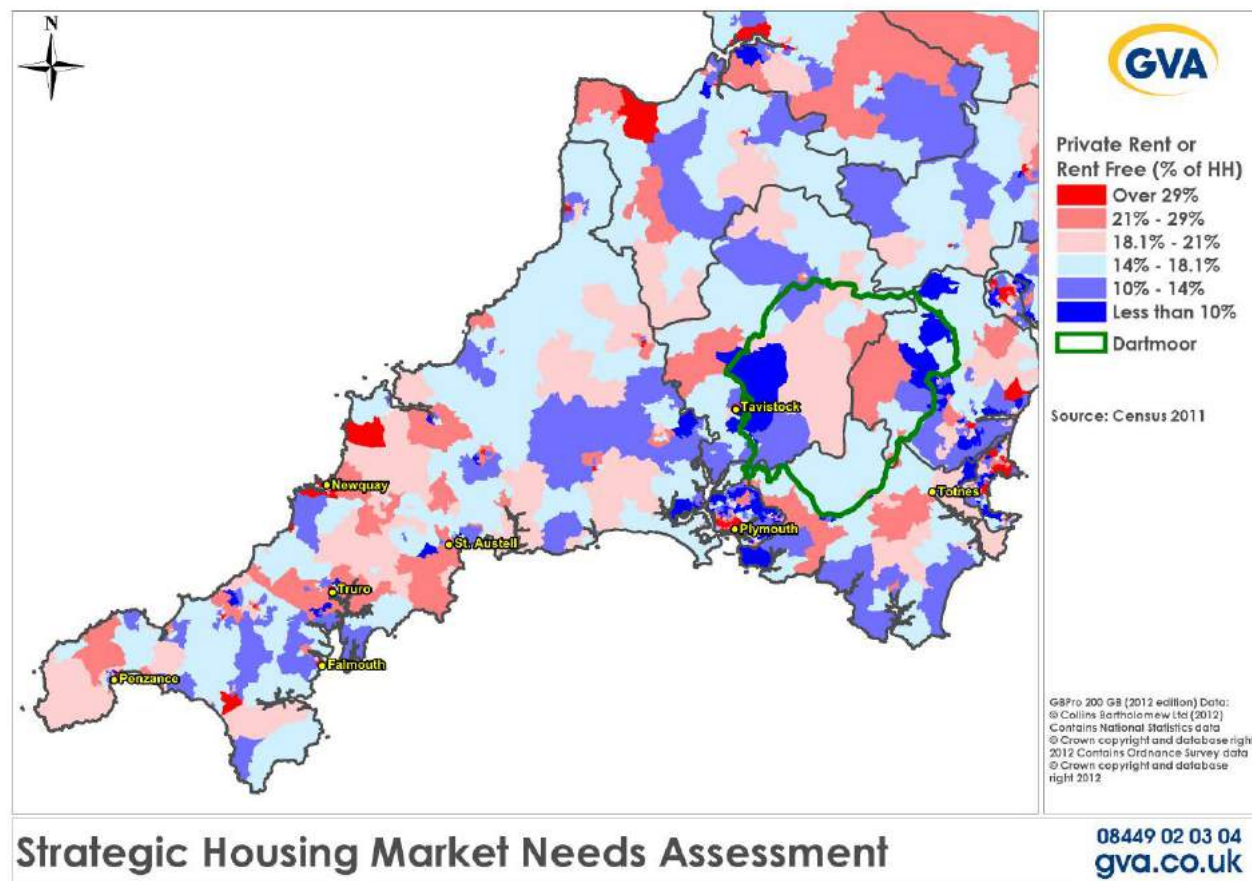 N
GVA
Private Rent or
Rent Free (% of HH)
Over 29%
21% - 29%
18.1% - 21%
14% - 18.1%
10% - 14%
Less than 10%
Dartmoor
Source: Census 2011
Tavistock
Newquay
Totnes
Plymouth
St. Austell
Truro
Falmouth
Penzance
GBPro 200 GB (2012 edition) Data:
© Collins Bartholomew Ltd (2012)
Contains National Statistics data
© Crown copyright and database right
2012 Contains Ordnance Survey data
© Crown copyright and database
right 2012
Strategic Housing Market Needs Assessment
08449 02 03 04
gva.co.uk